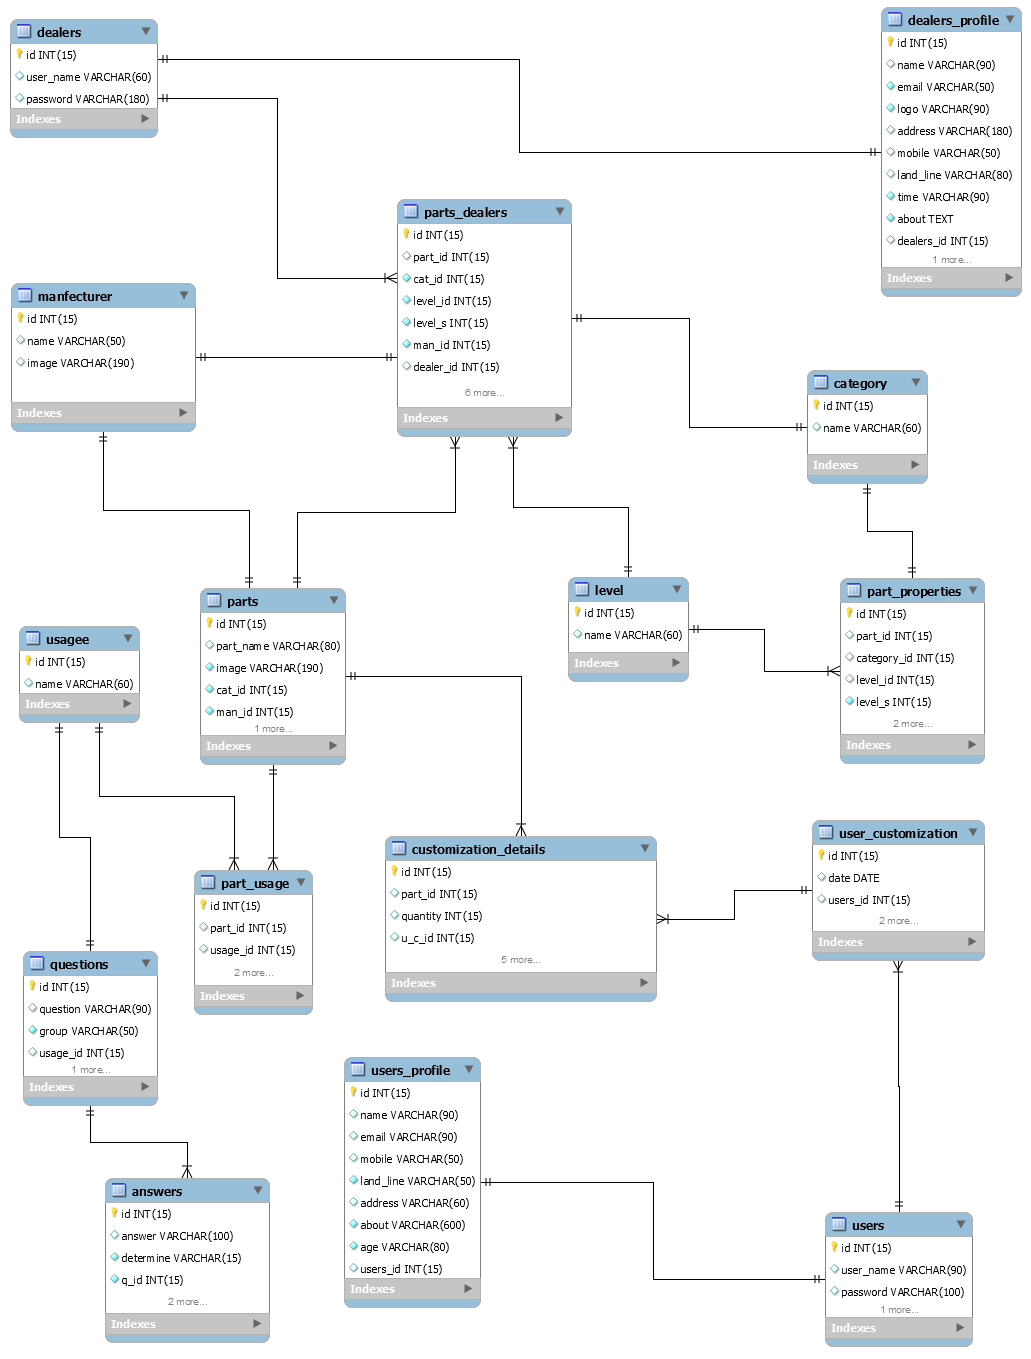 dealers
id INT(15)
user_name VARCHAR(60)
password VARCHAR(180)
Indexes
dealers_profile
id INT(15)
name VARCHAR(90)
email VARCHAR(50)
logo VARCHAR(90)
address VARCHAR(180)
mobile VARCHAR(50)
land_line VARCHAR(80)
time VARCHAR(90)
about TEXT
dealers_id INT(15)
1 more...
Indexes
parts_dealers
id INT(15)
part_id INT(15)
cat_id INT(15)
level_id INT(15)
level_s INT(15)
man_id INT(15)
dealer_id INT(15)
6 more...
Indexes
manfecturer
id INT(15)
name VARCHAR(50)
image VARCHAR(190)
Indexes
category
id INT(15)
name VARCHAR(60)
Indexes
parts
id INT(15)
part_name VARCHAR(80)
image VARCHAR(190)
cat_id INT(15)
man_id INT(15)
1 more...
Indexes
level
id INT(15)
name VARCHAR(60)
Indexes
part_properties
id INT(15)
part_id INT(15)
category_id INT(15)
level_id INT(15)
level_s INT(15)
2 more...
Indexes
usagee
id INT(15)
name VARCHAR(60)
Indexes
part_usage
id INT(15)
part_id INT(15)
usage_id INT(15)
2 more...
Indexes
customization_details
id INT(15)
part_id INT(15)
quantity INT(15)
u_c_id INT(15)
5 more...
Indexes
user_customization
id INT(15)
date DATE
users_id INT(15)
2 more...
Indexes
questions
id INT(15)
question VARCHAR(90)
group VARCHAR(50)
usage_id INT(15)
1 more...
Indexes
users_profile
id INT(15)
name VARCHAR(90)
email VARCHAR(90)
mobile VARCHAR(50)
land_line VARCHAR(50)
address VARCHAR(60)
about VARCHAR(600)
age VARCHAR(80)
users_id INT(15)
Indexes
answers
id INT(15)
answer VARCHAR(100)
determine VARCHAR(15)
q_id INT(15)
2 more...
Indexes
users
id INT(15)
user_name VARCHAR(90)
password VARCHAR(100)
1 more...
Indexes